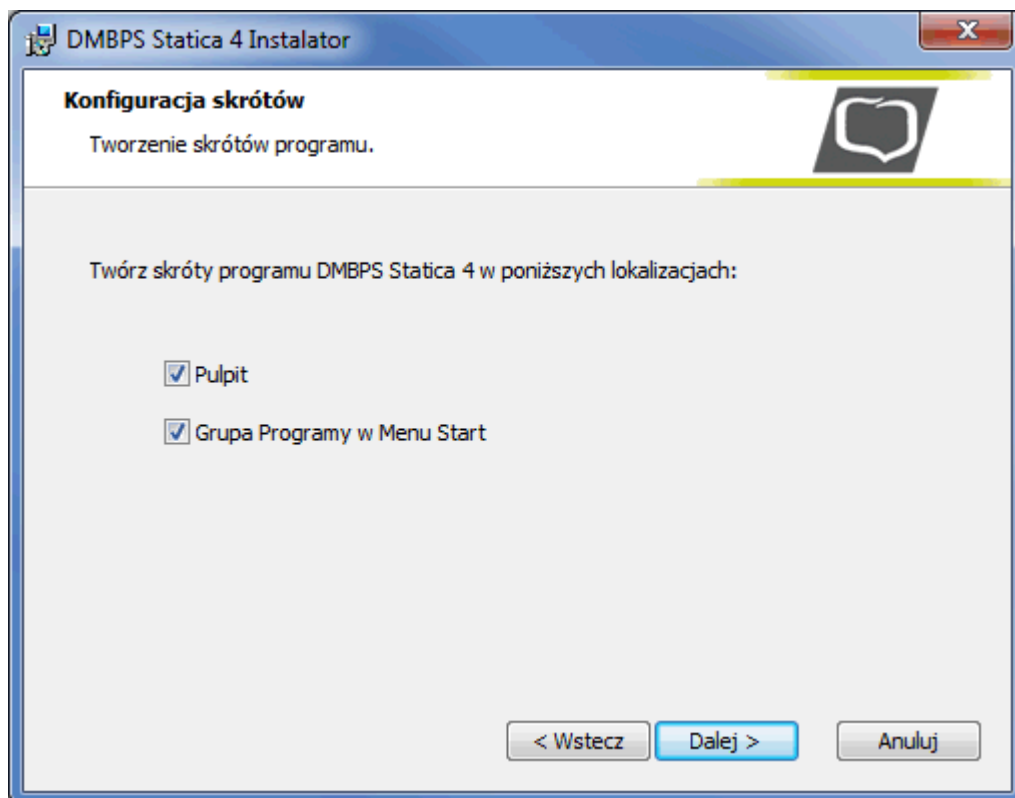 DMBPS Statica 4 Instalator
Konfiguracja skrótów
Tworzenie skrótów programu.
Twórz skróty programu DMBPS Statica 4 w poniższych lokalizacjach:
Pulpit
Grupa Programy w Menu Start
< Wstecz
Dalej >
Anuluj